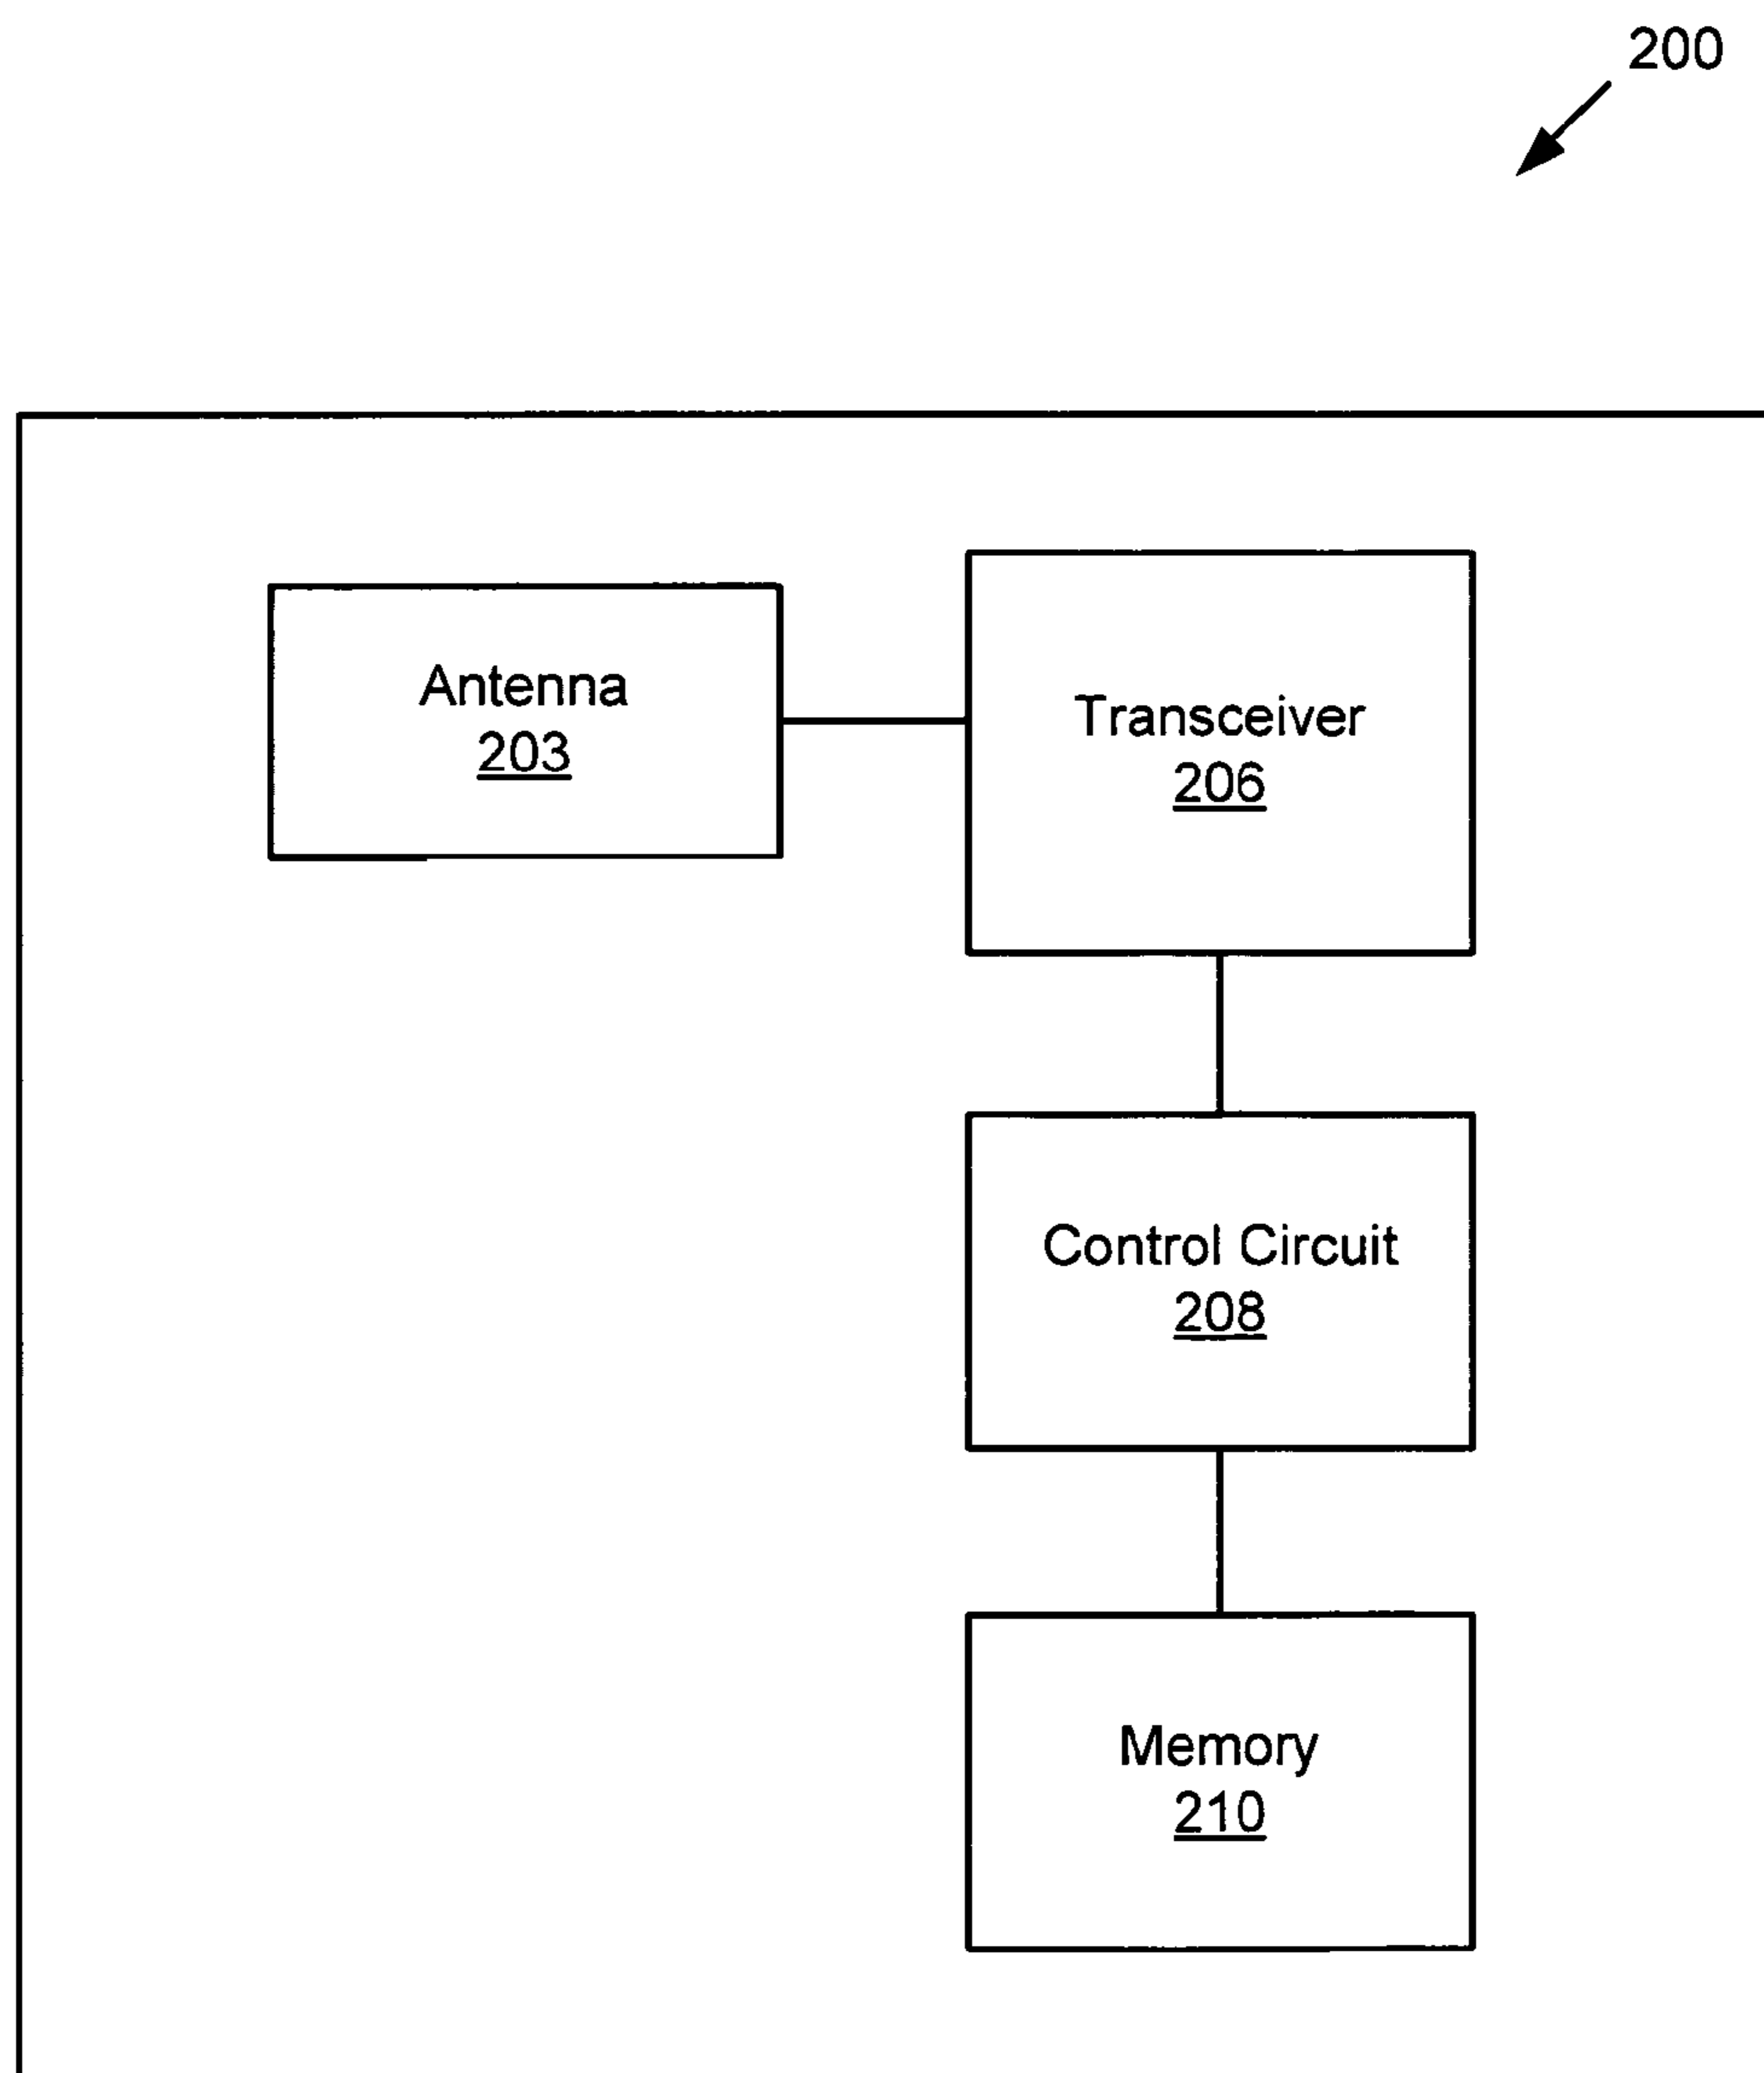 200
Antenna
203
Transceiver
206
Control Circuit
208
Memory
210